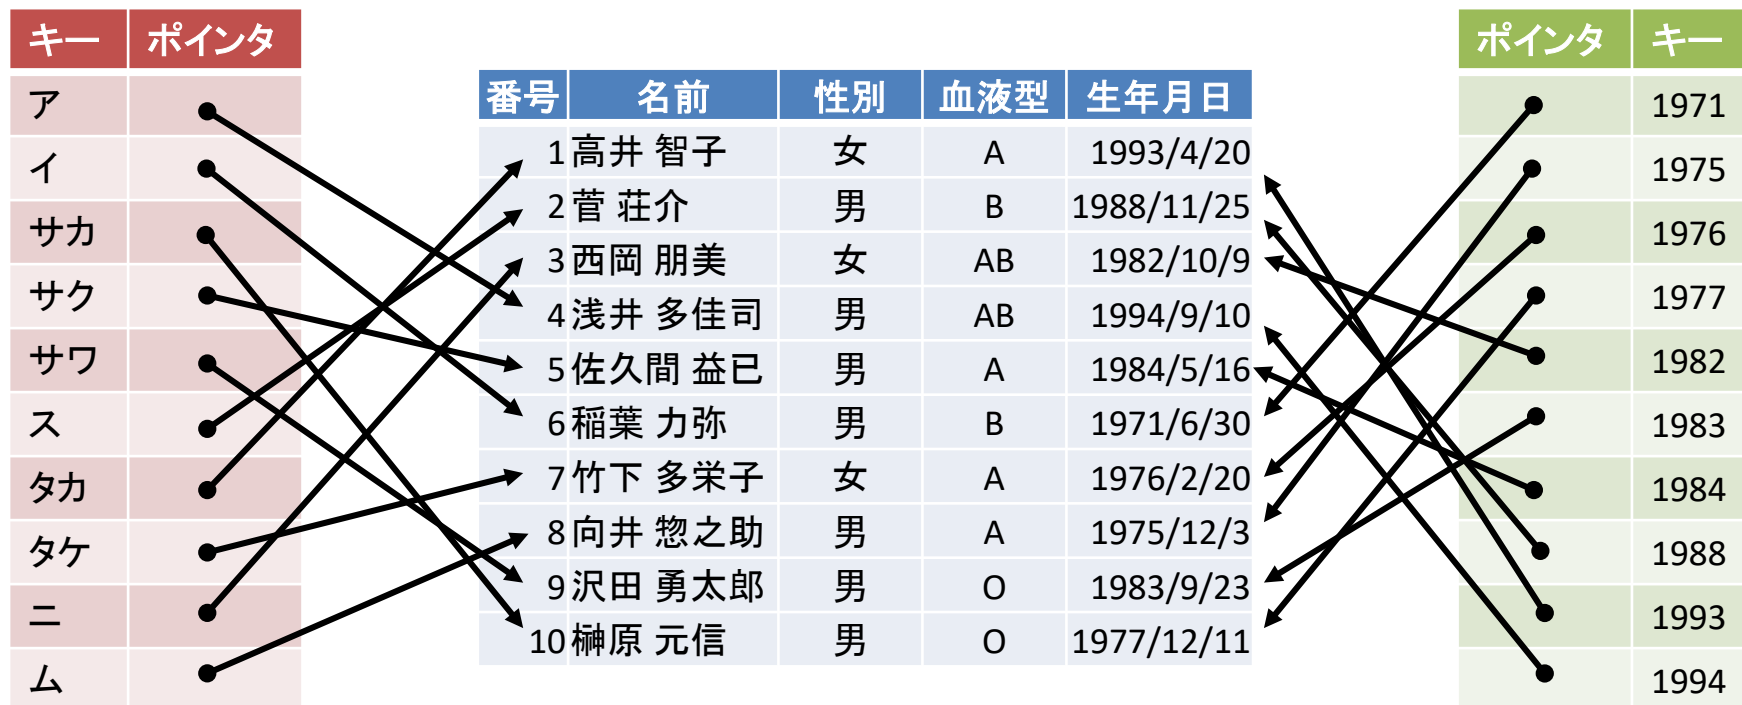 キー ポインタ
ア
イ
サカ
サク
サワ
ス
タカ
タケ
ニ
ム
番号 名前 性別 血液型 生年月日
1 高井 智子 女 A 1993/4/20
2 菅 荘介 男 B 1988/11/25
3 西岡 朋美 女 AB 1982/10/9
4 浅井 多佳司 男 AB 1994/9/10
5 佐久間 益已 男 A 1984/5/16
6 稲葉 力弥 男 B 1971/6/30
7 竹下 多栄子 女 A 1976/2/20
8 向井 惣之助 男 A 1975/12/3
9 沢田 勇太郎 男 O 1983/9/23
10 榊原 元信 男 O 1977/12/11
ポインタ キー
1971
1975
1976
1977
1982
1983
1984
1988
1993
1994